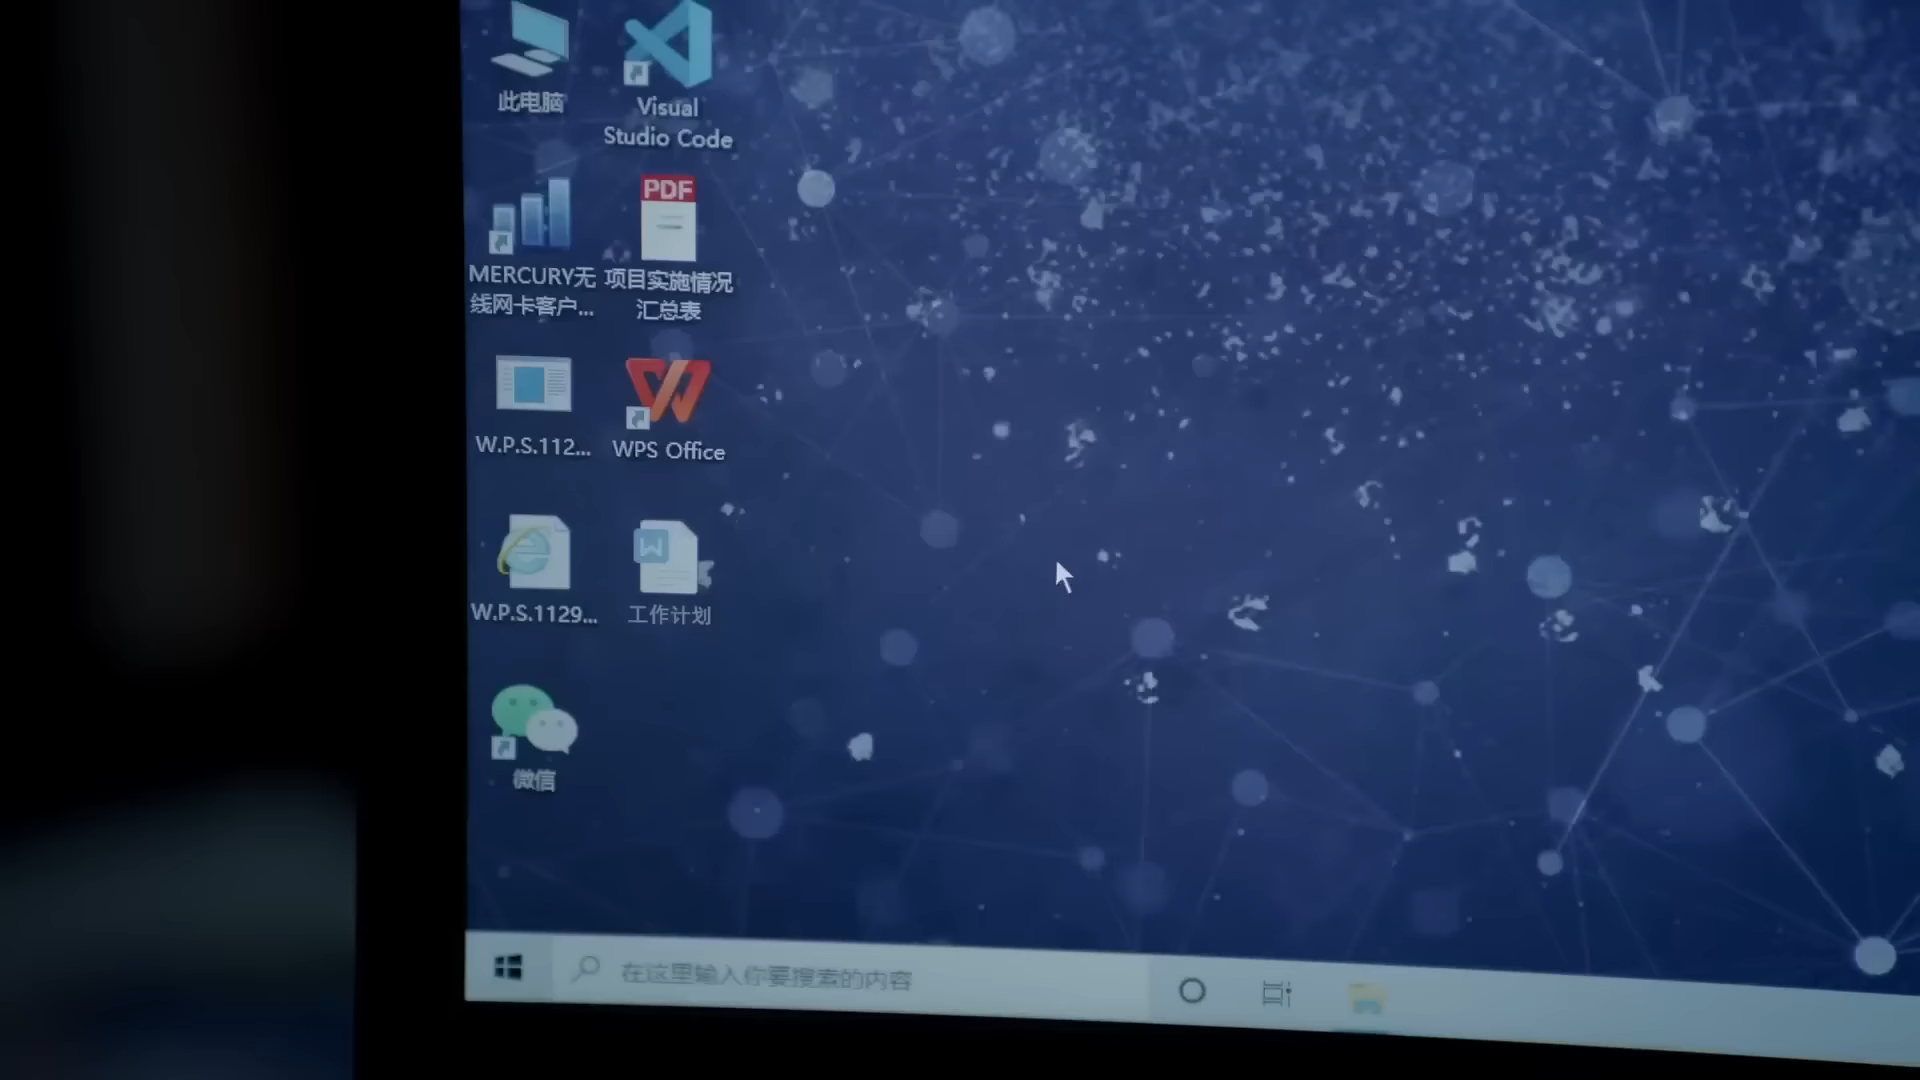 此电脑
Visual
Studio Code
MERCURY无
线网卡客户...
PDF
项目实施情况
汇总表
W.P.S.112...
WPS Office
W.P.S.1129...
W
工作计划
微信
在这里输入你要搜索的内容